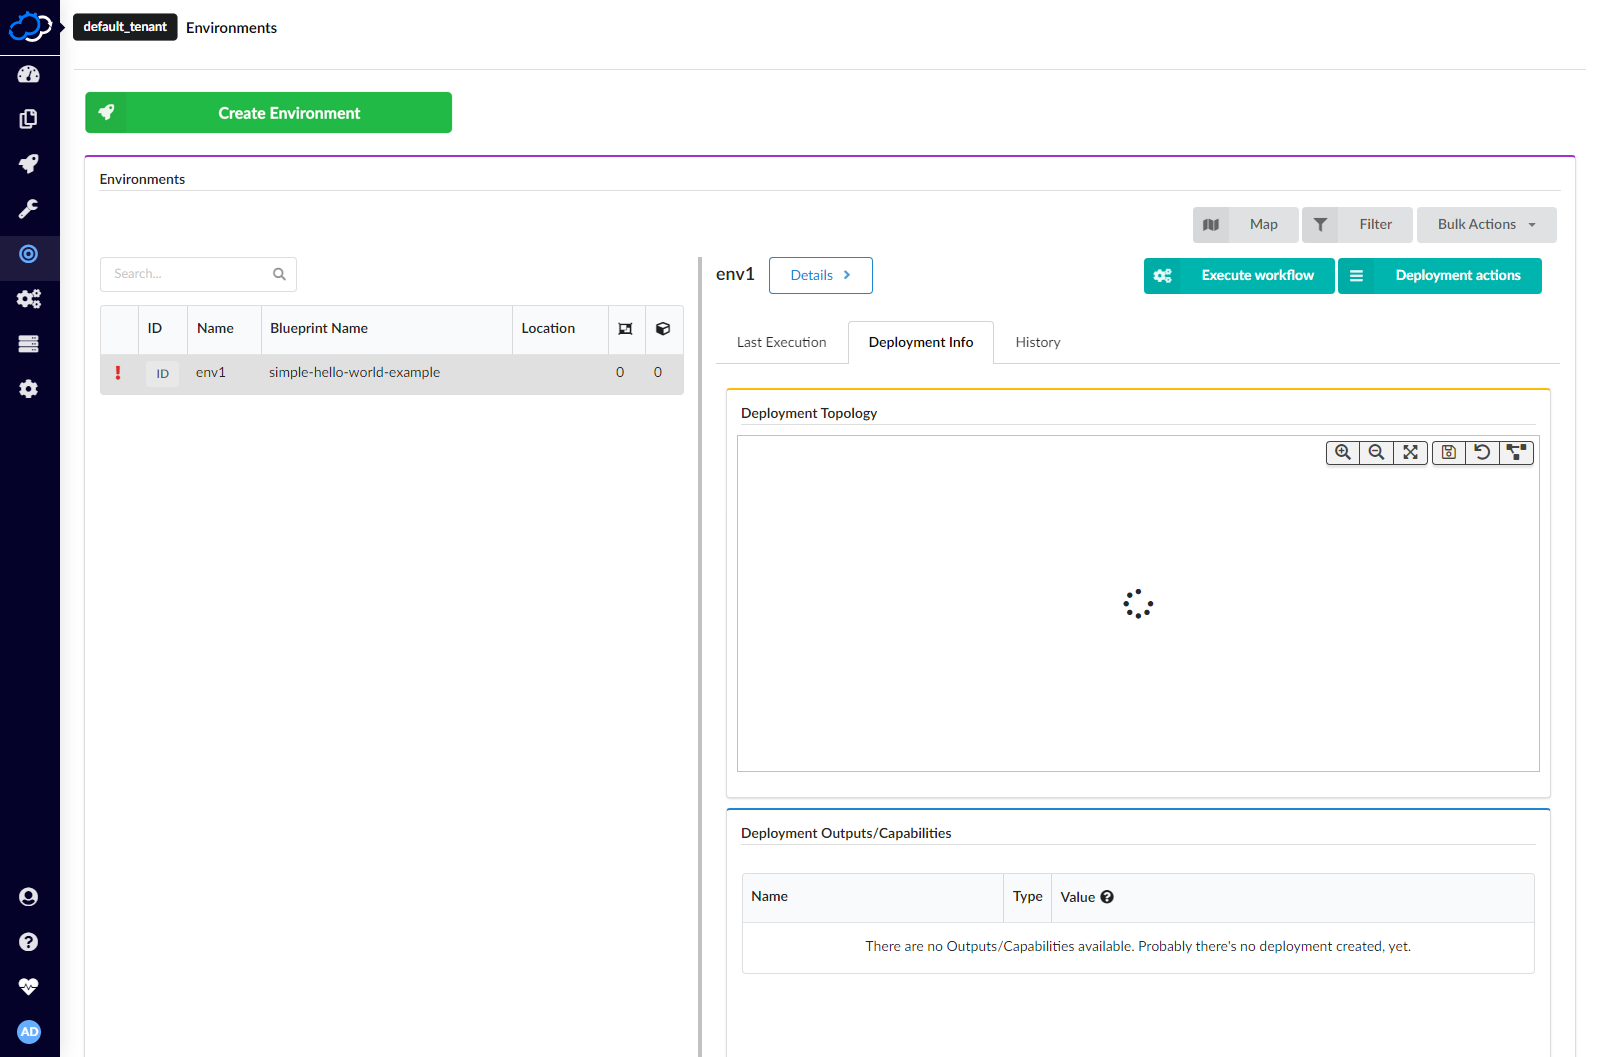 default_tenant Environments
Create Environment
Environments
Map Filter Bulk Actions
Search...
env1 Details Execute workflow Deployment actions
ID Name Blueprint Name Location
ID env1 simple-hello-world-example 0 0
Last Execution Deployment Info History
Deployment Topology
Deployment Outputs/Capabilities
Name Type Value
There are no Outputs/Capabilities available. Probably there's no deployment created, yet.
AD